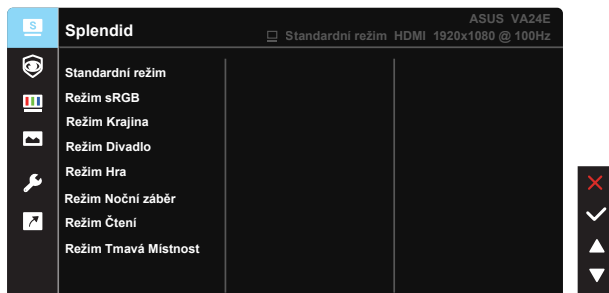 S
Splendid
ASUS VA24E
Standardní režim HDMI 1920x1080 @ 100Hz
Standardní režim
Režim sRGB
Režim Krajina
Režim Divadlo
Režim Hra
Režim Noční záběr
Režim Čtení
Režim Tmavá Místnost